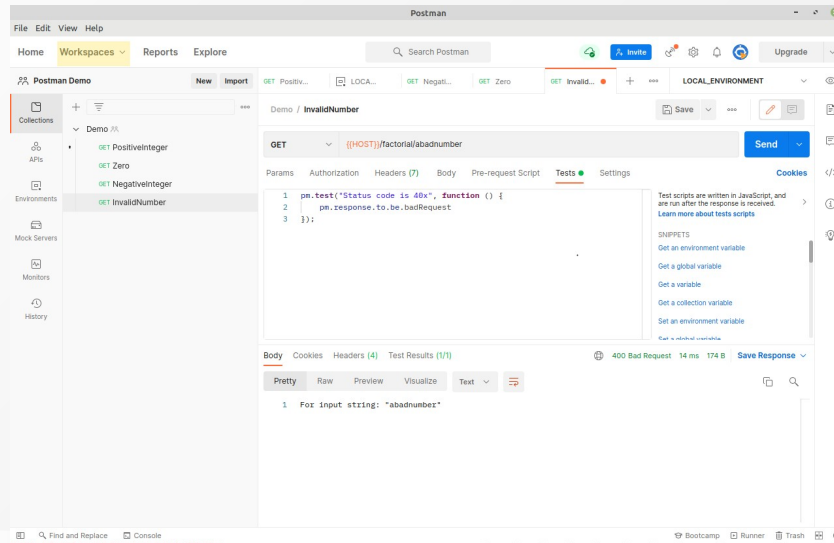 Postman
File Edit View Help
Home Workspaces Reports Explore Search Postman Invite Upgrade
Postman Demo New Import GET Positiv... LOCA... GET Negati... GET Zero GET Invalid... LOCAL_ENVIRONMENT
Collections
APIs
Environments
Mock Servers
Monitors
History
Demo
GET PositiveInteger
GET Zero
GET NegativeInteger
GET InvalidNumber
Demo / InvalidNumber Save
GET {{HOST}}/factorial/abadnumber Send
Params Authorization Headers (7) Body Pre-request Script Tests Settings Cookies
1 pm.test("Status code is 40x", function () {
2 pm.response.to.be.badRequest
3 });
Test scripts are written in JavaScript, and
are run after the response is received.
Learn more about tests scripts
SNIPPETS
Get an environment variable
Get a global variable
Get a variable
Get a collection variable
Set an environment variable
Set a global variable
Body Cookies Headers (4) Test Results (1/1) 400 Bad Request 14 ms 174 B Save Response
Pretty Raw Preview Visualize Text
1 For input string: "abadnumber"
Find and Replace Console Bootcamp Runner Trash